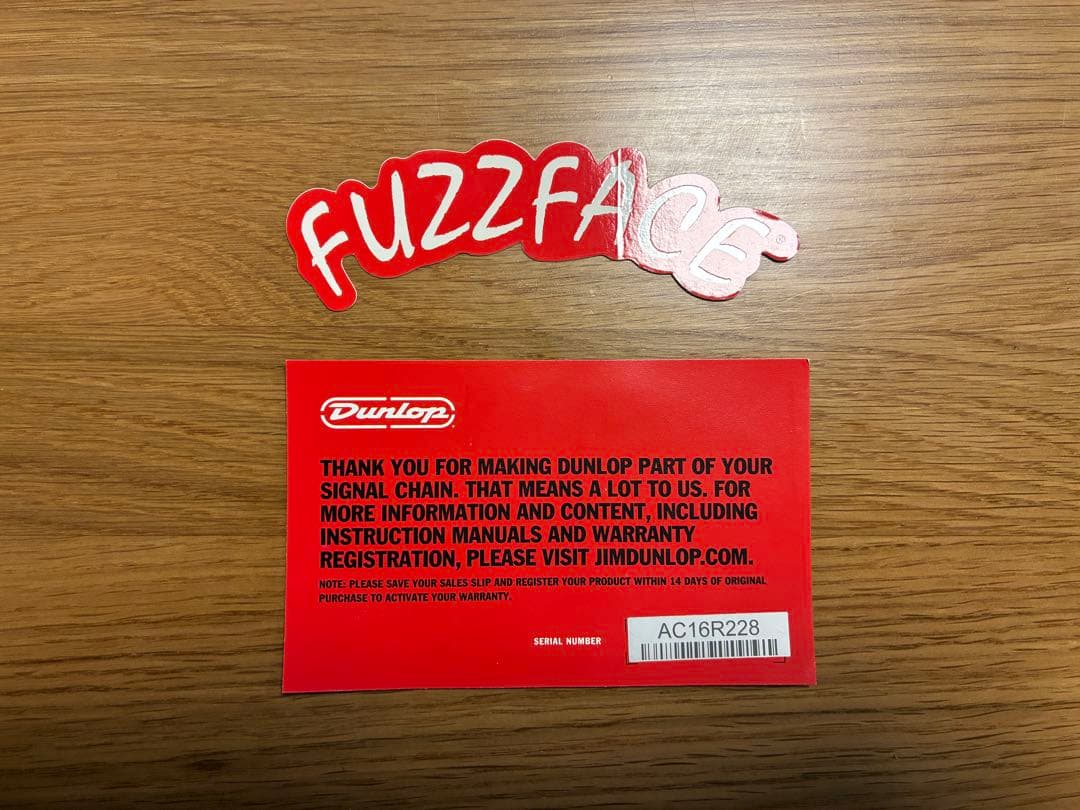 FUZZFACE®
Dunlop
THANK YOU FOR MAKING DUNLOP PART OF YOUR
SIGNAL CHAIN. THAT MEANS A LOT TO US. FOR
MORE INFORMATION AND CONTENT, INCLUDING
INSTRUCTION MANUALS AND WARRANTY
REGISTRATION, PLEASE VISIT JIMDUNLOP.COM.
NOTE: PLEASE SAVE YOUR SALES SLIP AND REGISTER YOUR PRODUCT WITHIN 14 DAYS OF ORIGINAL
PURCHASE TO ACTIVATE YOUR WARRANTY.
SERIAL NUMBER
AC16R228